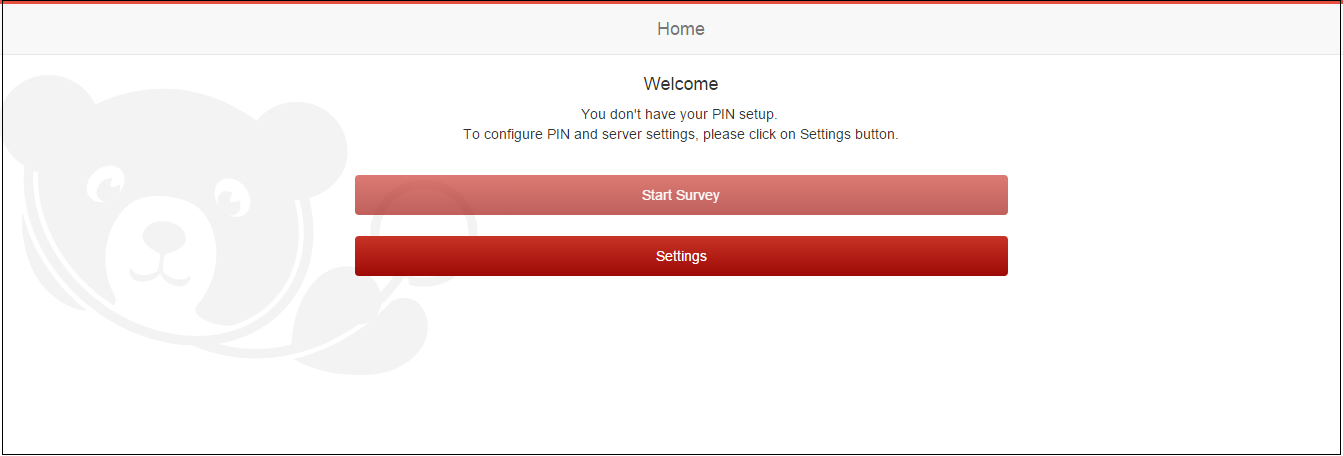 Home
Welcome
You don't have your PIN setup.
To configure PIN and server settings, please click on Settings button.
Start Survey
Settings